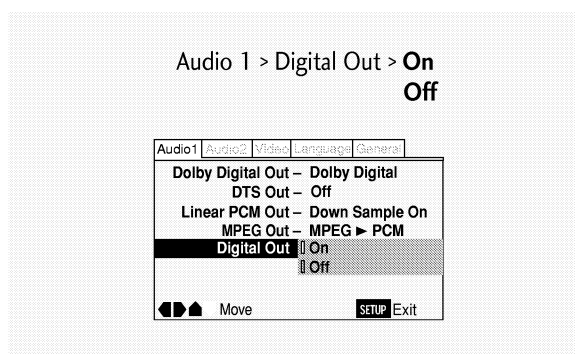 Audio 1 > Digital Out > On
Off
Audio1 Audio2 Video Language General
Dolby Digital Out – Dolby Digital
DTS Out – Off
Linear PCM Out – Down Sample On
MPEG Out – MPEG ► PCM
Digital Out On
Off
Move SETUP Exit